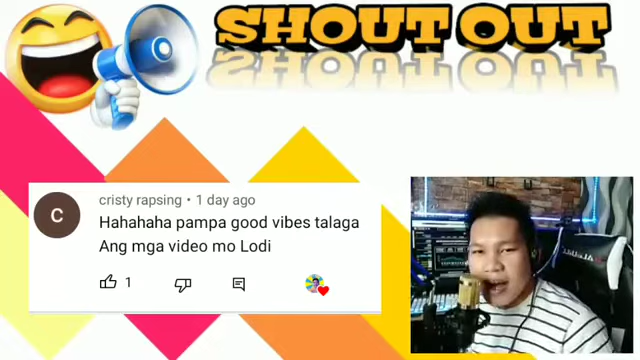 SHOUT OUT
cristy rapsing • 1 day ago
C
Hahahaha pampa good vibes talaga
Ang mga video mo Lodi
1